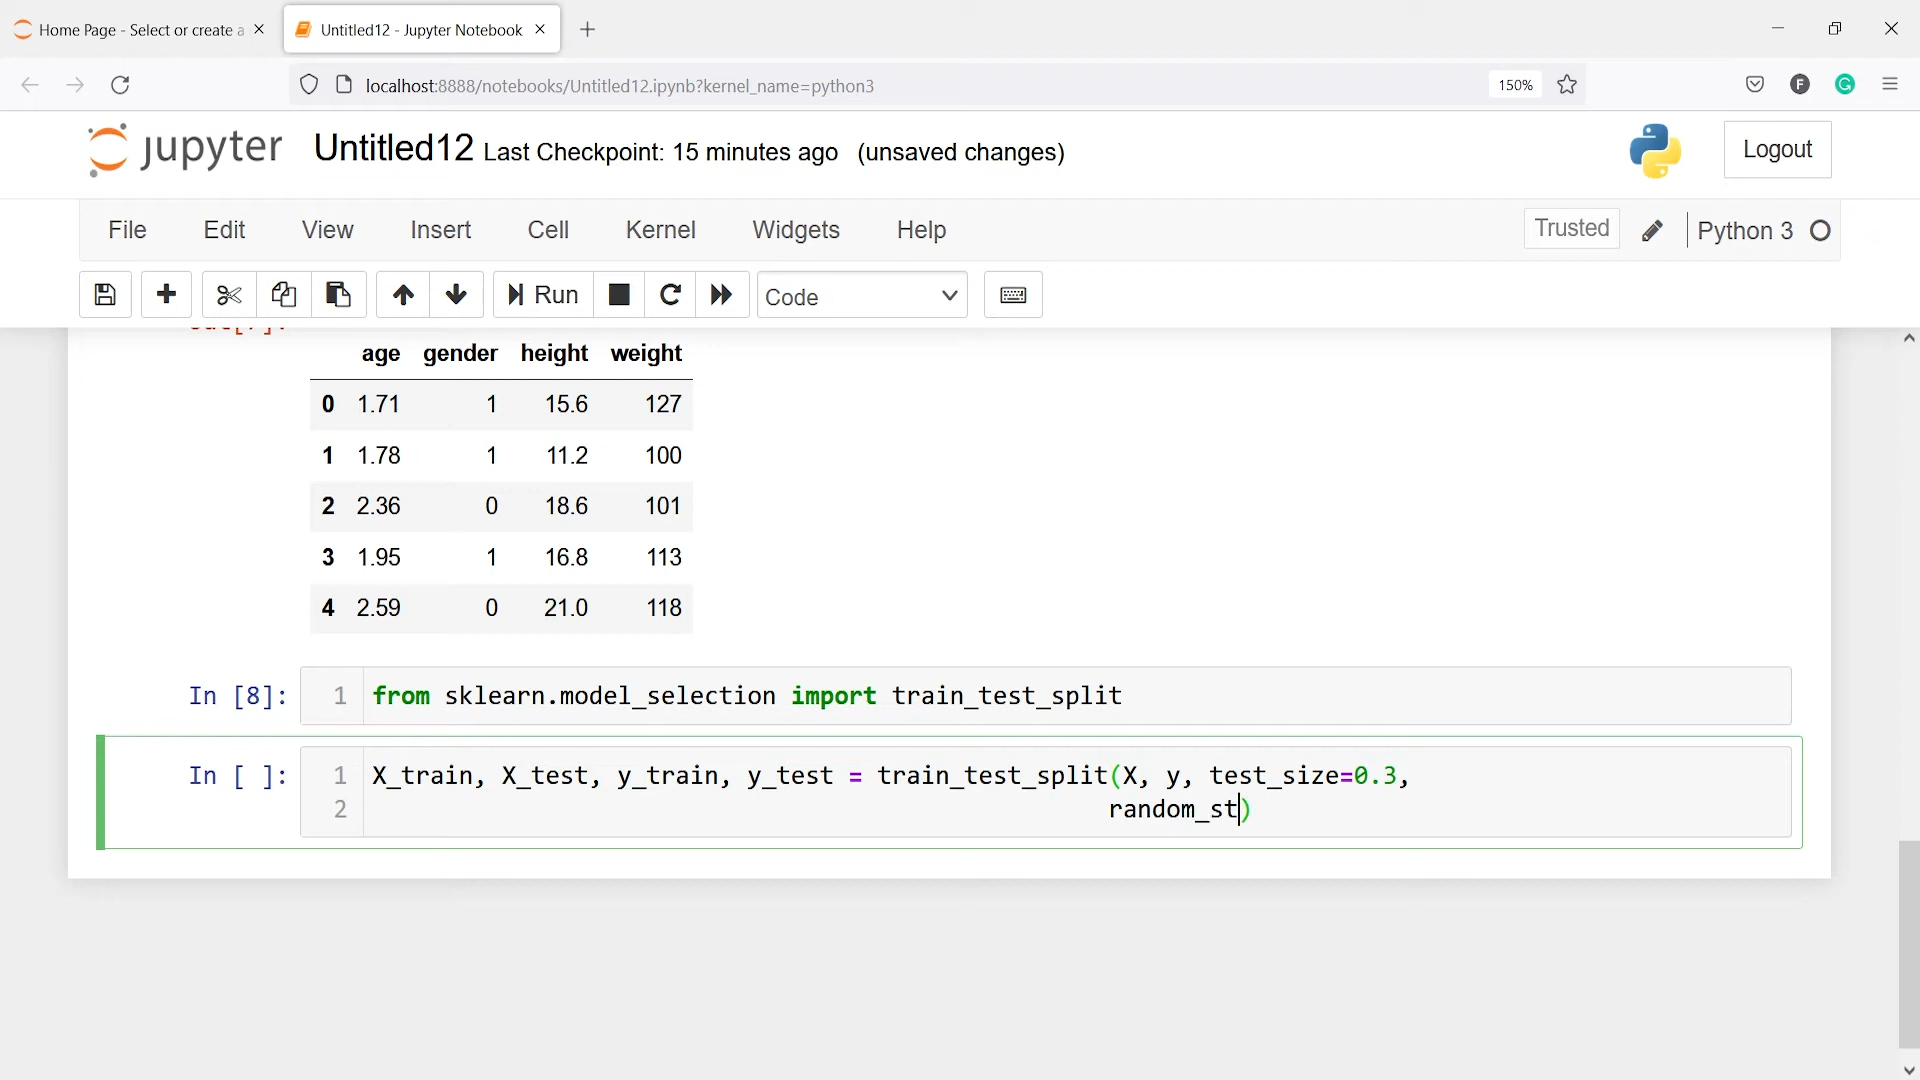 Home Page - Select or create a
Untitled12 - Jupyter Notebook
localhost:8888/notebooks/Untitled12.ipynb?kernel_name=python3
150%
F
G
jupyter Untitled12 Last Checkpoint: 15 minutes ago (unsaved changes)
Logout
File Edit View Insert Cell Kernel Widgets Help
Trusted Python 3
Run Code
age gender height weight
0 1.71 1 15.6 127
1 1.78 1 11.2 100
2 2.36 0 18.6 101
3 1.95 1 16.8 113
4 2.59 0 21.0 118
In [8]: 1 from sklearn.model_selection import train_test_split
In [ ]: 1 X_train, X_test, y_train, y_test = train_test_split(X, y, test_size=0.3,
2 random_st)